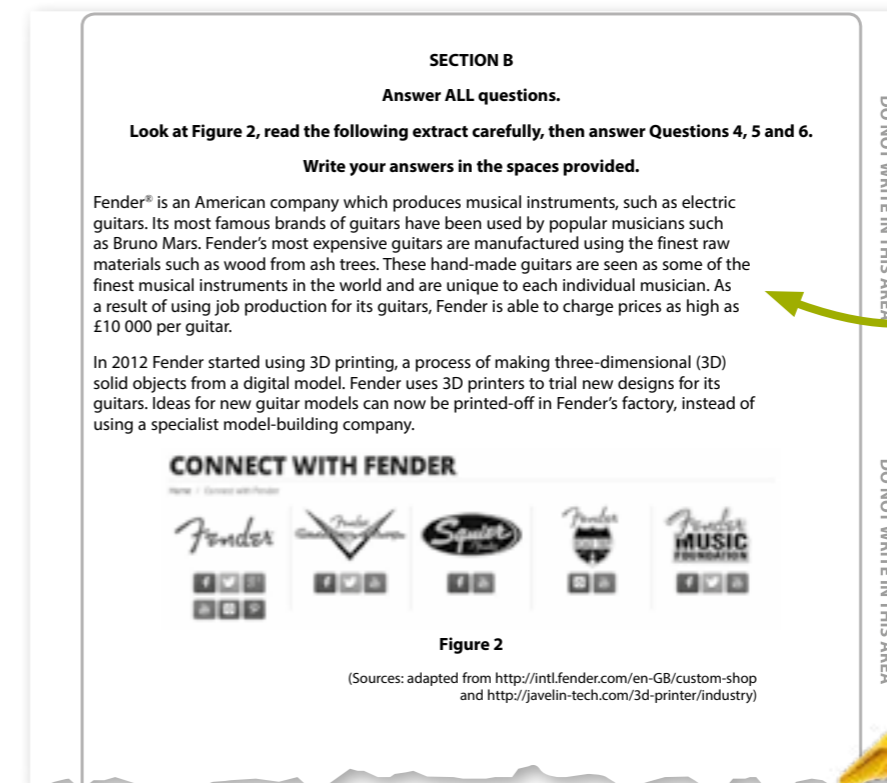 SECTION B
Answer ALL questions.
Look at Figure 2, read the following extract carefully, then answer Questions 4, 5 and 6.
Write your answers in the spaces provided.
Fender® is an American company which produces musical instruments, such as electric
guitars. Its most famous brands of guitars have been used by popular musicians such
as Bruno Mars. Fender’s most expensive guitars are manufactured using the finest raw
materials such as wood from ash trees. These hand-made guitars are seen as some of the
finest musical instruments in the world and are unique to each individual musician. As
a result of using job production for its guitars, Fender is able to charge prices as high as
£10 000 per guitar.
In 2012 Fender started using 3D printing, a process of making three-dimensional (3D)
solid objects from a digital model. Fender uses 3D printers to trial new designs for its
guitars. Ideas for new guitar models can now be printed-off in Fender’s factory, instead of
using a specialist model-building company.
CONNECT WITH FENDER
Home / Connect with Fender
Fender
Fender
Squier
Fender
Fender
MUSIC
FOUNDATION
Figure 2
(Sources: adapted from http://intl.fender.com/en-GB/custom-shop
and http://javelin-tech.com/3d-printer/industry)
DO NOT WRITE IN THIS AREA
DO NOT WRITE IN THIS AREA